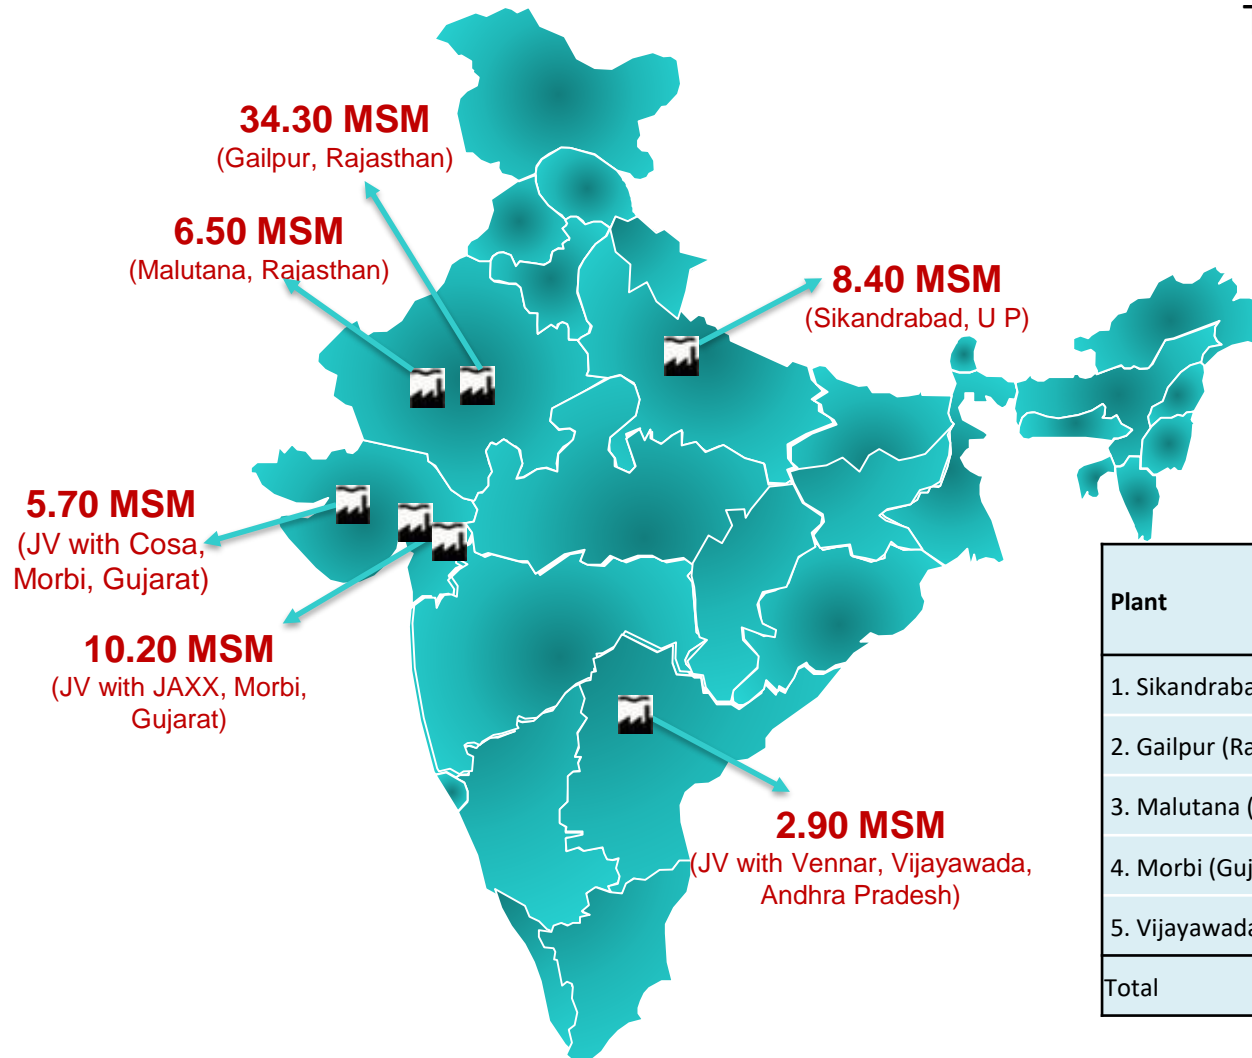 34.30 MSM
(Gailpur, Rajasthan)
6.50 MSM
(Malutana, Rajasthan)
8.40 MSM
(Sikandrabad, U P)
5.70 MSM
(JV with Cosa,
Morbi, Gujarat)
10.20 MSM
(JV with JAXX, Morbi,
Gujarat)
2.90 MSM
(JV with Vennar, Vijayawada,
Andhra Pradesh)
Plant
1. Sikandraba
2. Gailpur (Ra
3. Malutana (
4. Morbi (Guj
5. Vijayawada
Total